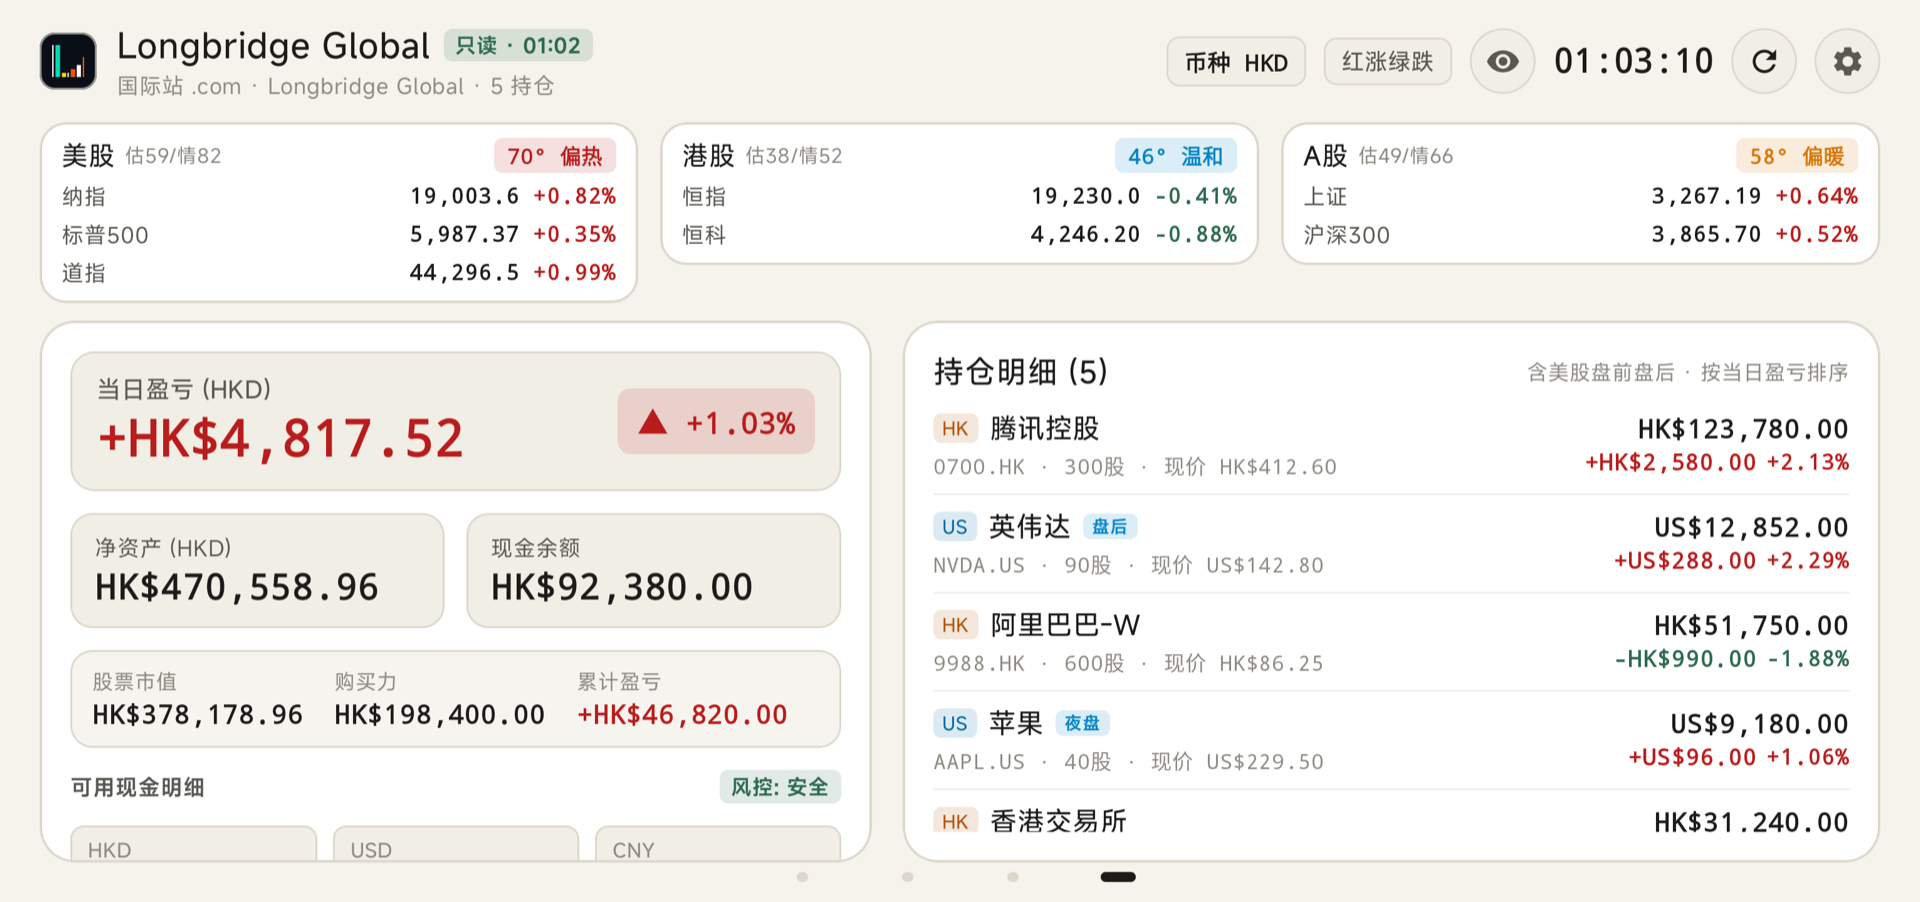 Longbridge Global 只读 · 01:02
国际站 .com · Longbridge Global · 5 持仓
币种 HKD
红涨绿跌
01:03:10
美股 估59/情82 70° 偏热
纳指 19,003.6 +0.82%
标普500 5,987.37 +0.35%
道指 44,296.5 +0.99%
港股 估38/情52 46° 温和
恒指 19,230.0 -0.41%
恒科 4,246.20 -0.88%
A股 估49/情66 58° 偏暖
上证 3,267.19 +0.64%
沪深300 3,865.70 +0.52%
当日盈亏 (HKD)
+HK$4,817.52
▲ +1.03%
净资产 (HKD)
HK$470,558.96
现金余额
HK$92,380.00
股票市值
HK$378,178.96
购买力
HK$198,400.00
累计盈亏
+HK$46,820.00
可用现金明细 风控: 安全
HKD
USD
CNY
持仓明细 (5) 含美股盘前盘后 · 按当日盈亏排序
HK 腾讯控股 HK$123,780.00
0700.HK · 300股 · 现价 HK$412.60 +HK$2,580.00 +2.13%
US 英伟达 盘后 US$12,852.00
NVDA.US · 90股 · 现价 US$142.80 +US$288.00 +2.29%
HK 阿里巴巴-W HK$51,750.00
9988.HK · 600股 · 现价 HK$86.25 -HK$990.00 -1.88%
US 苹果 夜盘 US$9,180.00
AAPL.US · 40股 · 现价 US$229.50 +US$96.00 +1.06%
HK 香港交易所 HK$31,240.00